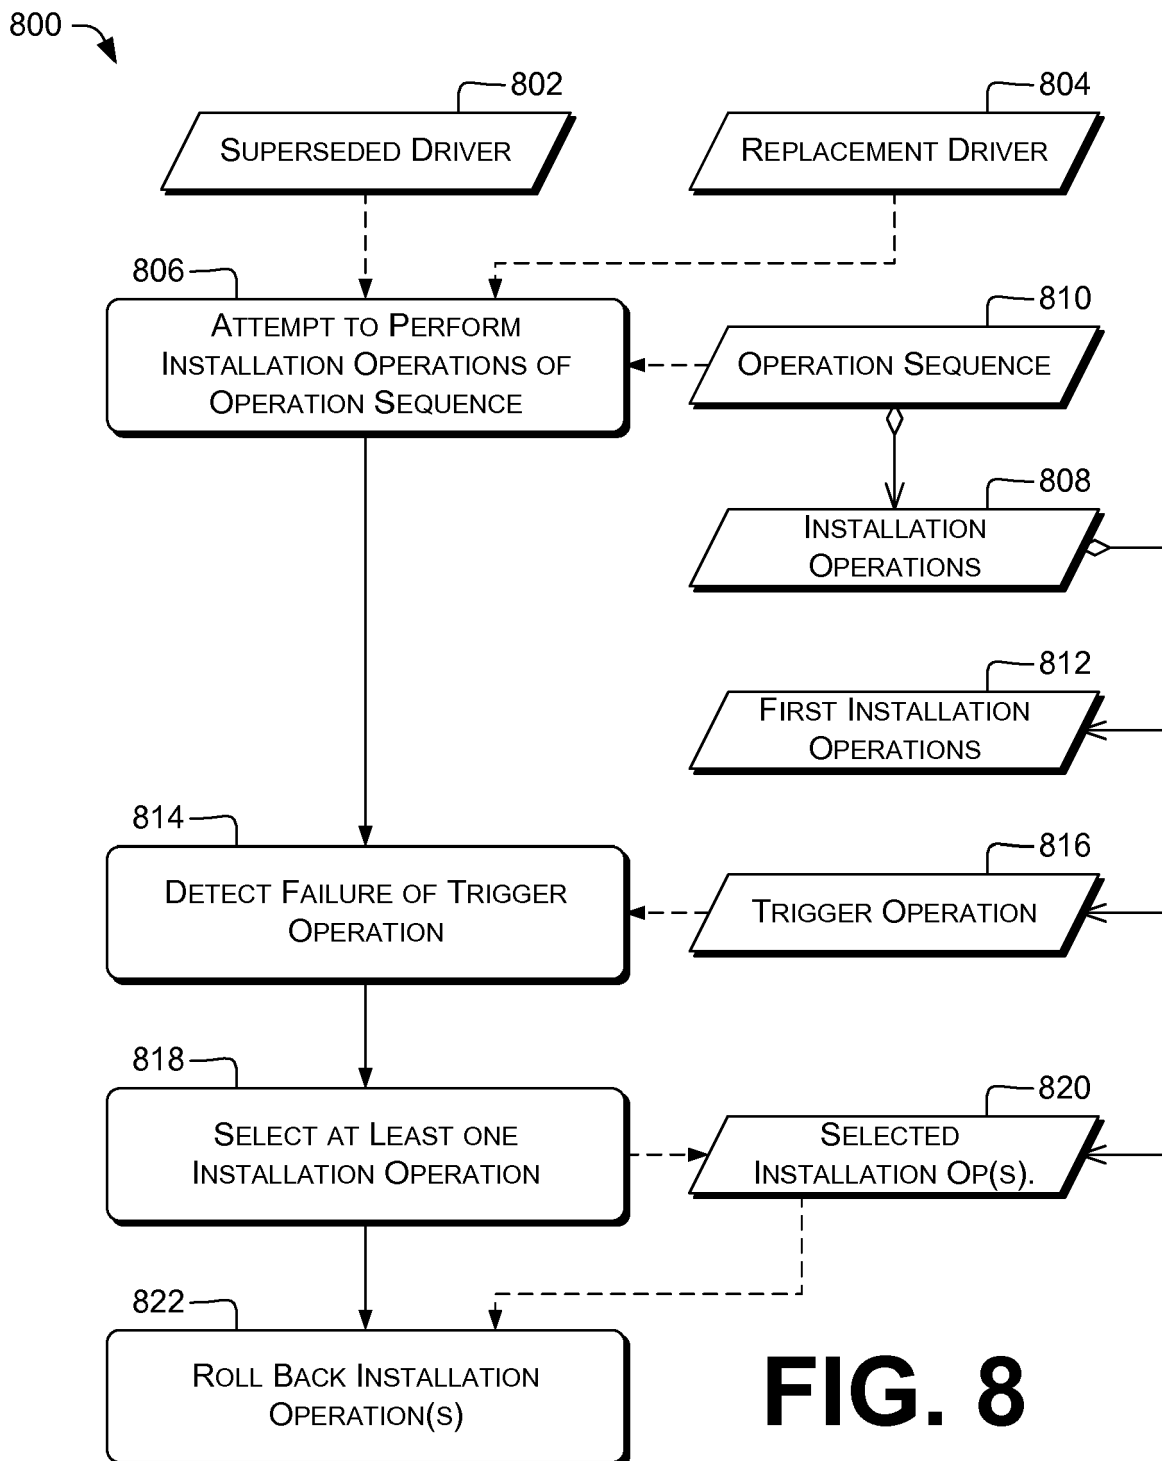 800
802
804
SUPERSEDED DRIVER
REPLACEMENT DRIVER
806
ATTEMPT TO PERFORM
INSTALLATION OPERATIONS OF
OPERATION SEQUENCE
810
OPERATION SEQUENCE
808
INSTALLATION
OPERATIONS
812
FIRST INSTALLATION
OPERATIONS
814
DETECT FAILURE OF TRIGGER
OPERATION
816
TRIGGER OPERATION
818
SELECT AT LEAST ONE
INSTALLATION OPERATION
820
SELECTED
INSTALLATION OP(S).
822
ROLL BACK INSTALLATION
OPERATION(S)
FIG. 8